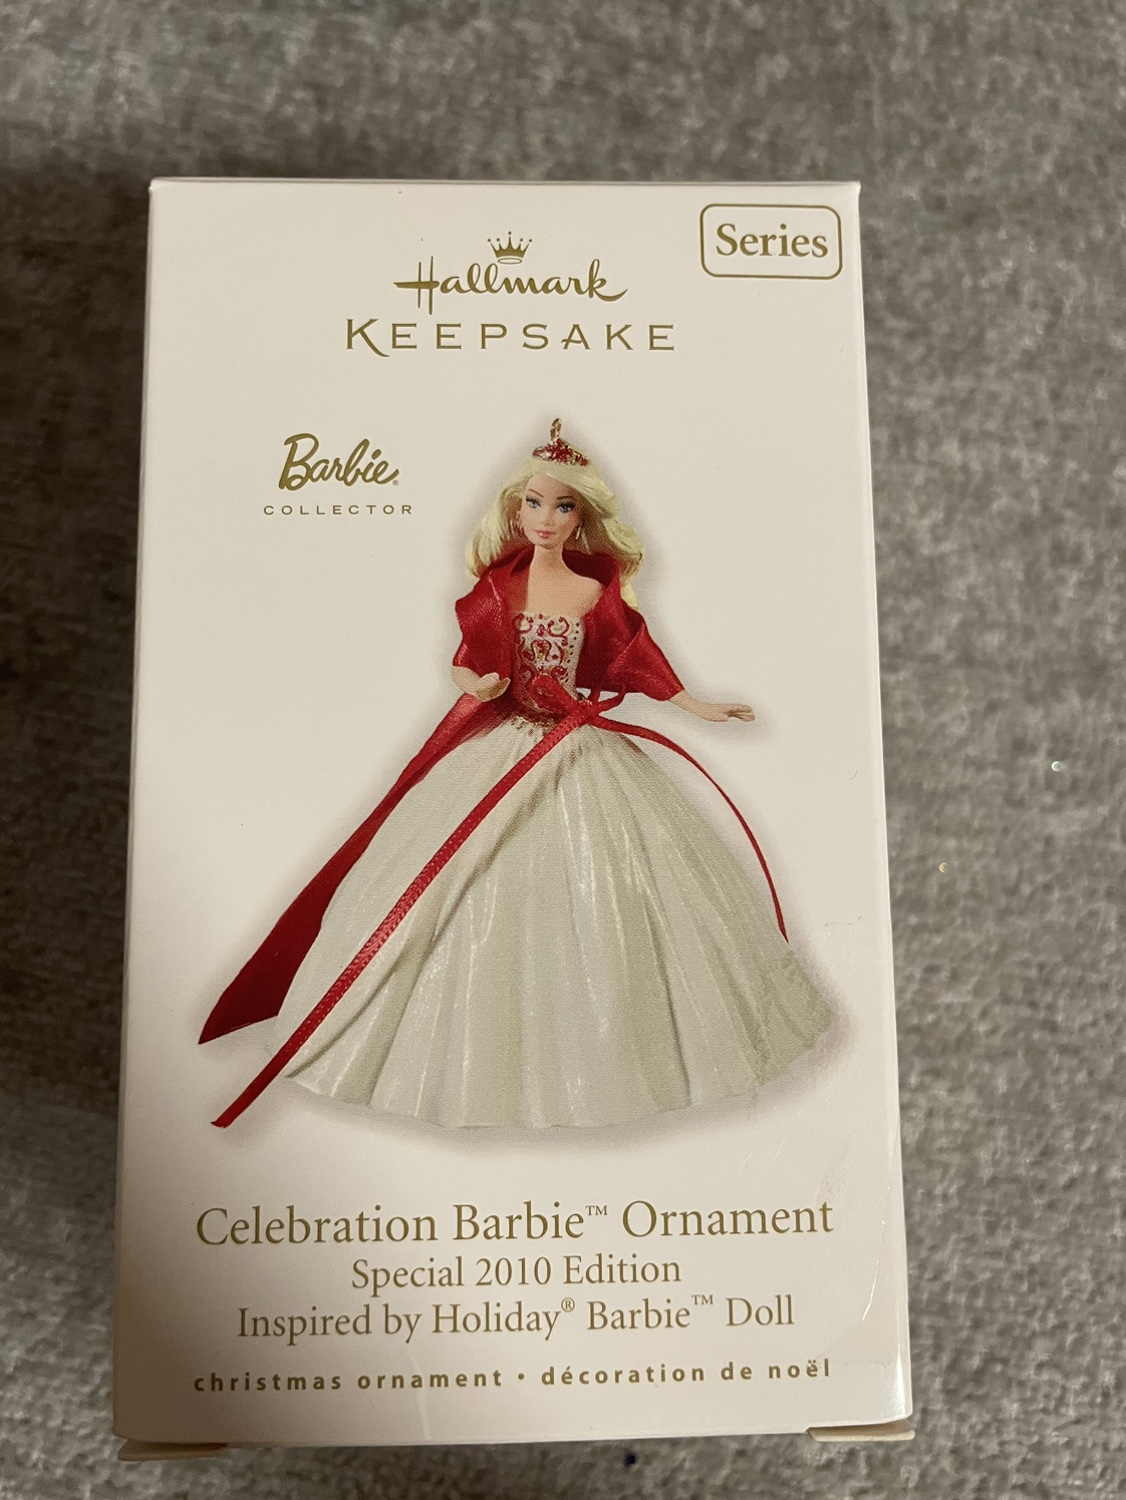 Series
Hallmark
KEEPSAKE
Barbie®
COLLECTOR
Celebration Barbie™ Ornament
Special 2010 Edition
Inspired by Holiday® Barbie™ Doll
christmas ornament • décoration de noël